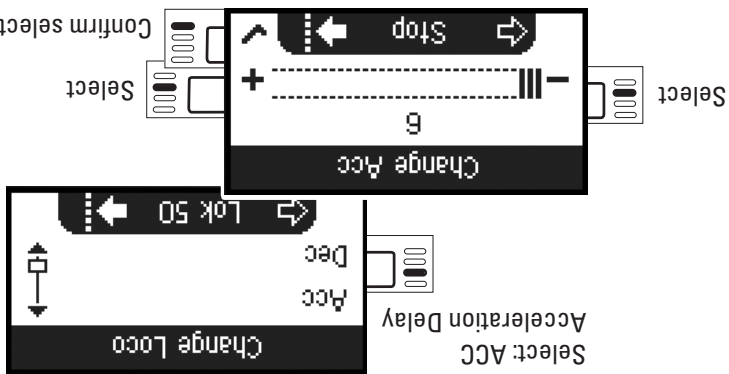 Select: ACC
Acceleration Delay
Change Loco
Acc
Dec
Lok 50
Change Acc
6
Select
− +
Select
Stop
Confirm select